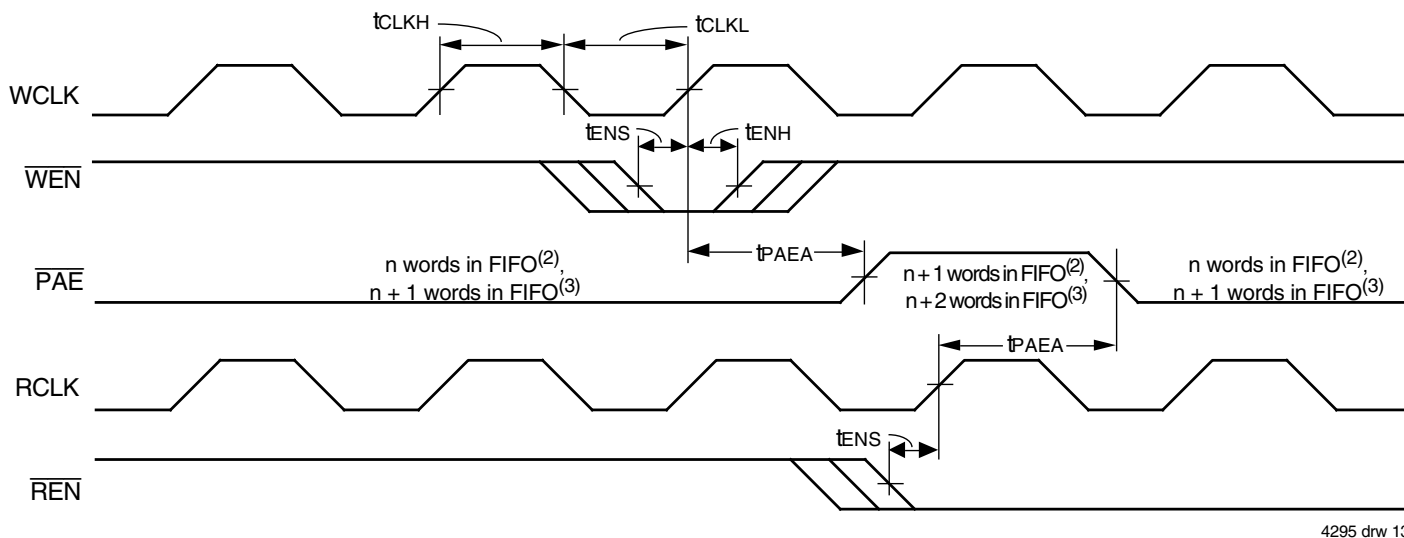 tCLKH
tCLKL
WCLK
tENS
tENH
WEN
tPAEA
PAE
n words in FIFO(2),
n + 1 words in FIFO(3)
n + 1 words in FIFO(2),
n + 2 words in FIFO(3)
n words in FIFO(2),
n + 1 words in FIFO(3)
tPAEA
RCLK
tENS
REN
4295 drw 13